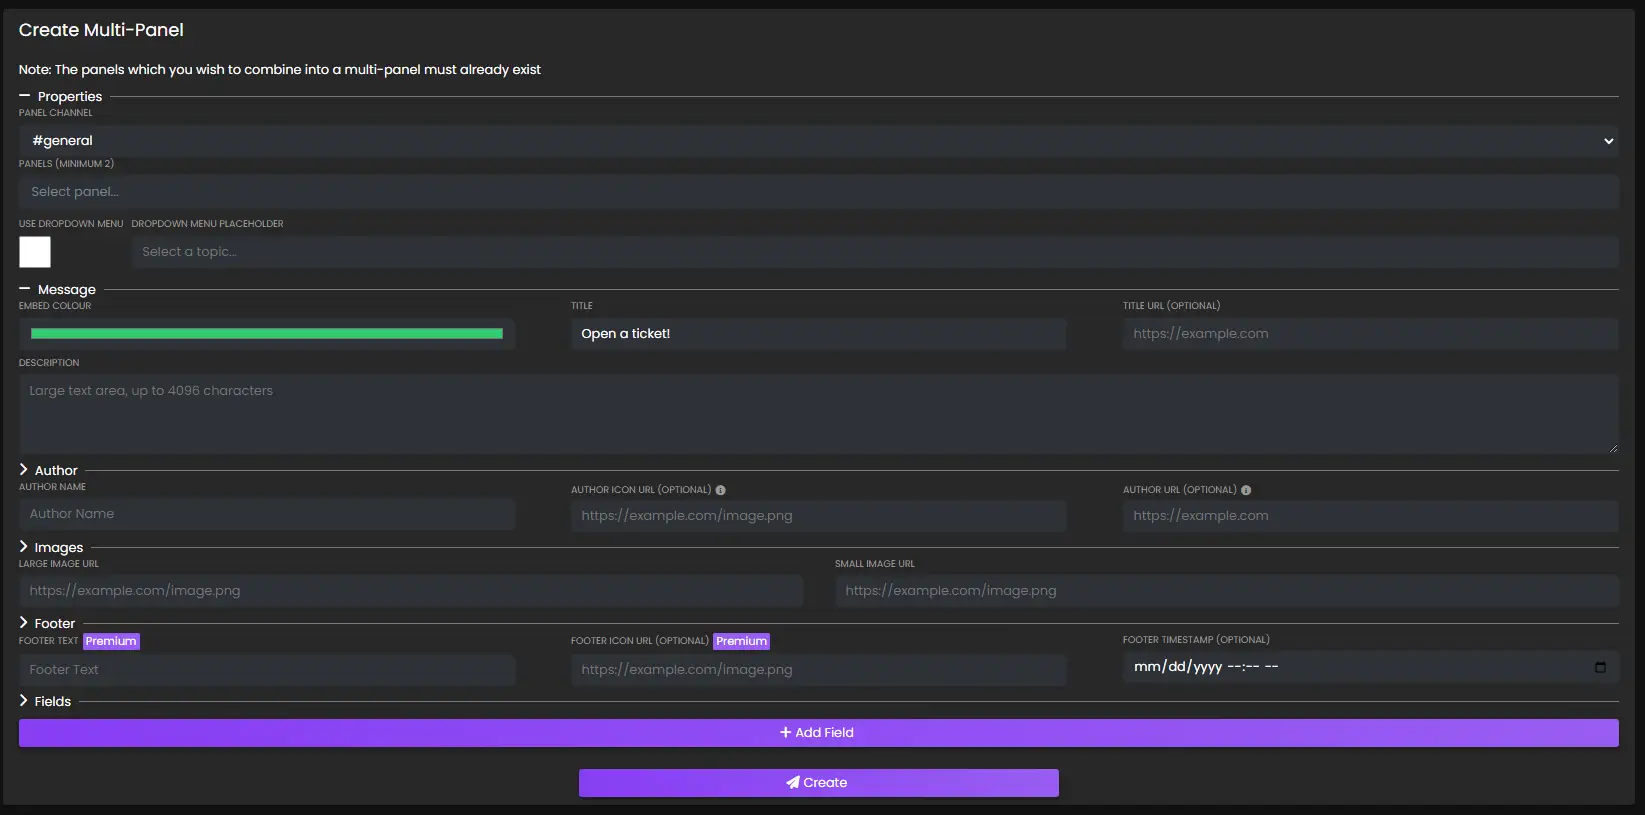 Create Multi-Panel
Note: The panels which you wish to combine into a multi-panel must already exist
Properties
PANEL CHANNEL
#general
PANELS (MINIMUM 2)
Select panel...
USE DROPDOWN MENU DROPDOWN MENU PLACEHOLDER
Select a topic...
Message
EMBED COLOUR TITLE TITLE URL (OPTIONAL)
Open a ticket! https://example.com
DESCRIPTION
Large text area, up to 4096 characters
Author
AUTHOR NAME AUTHOR ICON URL (OPTIONAL) AUTHOR URL (OPTIONAL)
Author Name https://example.com/image.png https://example.com
Images
LARGE IMAGE URL SMALL IMAGE URL
https://example.com/image.png https://example.com/image.png
Footer
FOOTER TEXT Premium FOOTER ICON URL (OPTIONAL) Premium FOOTER TIMESTAMP (OPTIONAL)
Footer Text https://example.com/image.png mm/dd/yyyy --:-- --
Fields
+ Add Field
Create